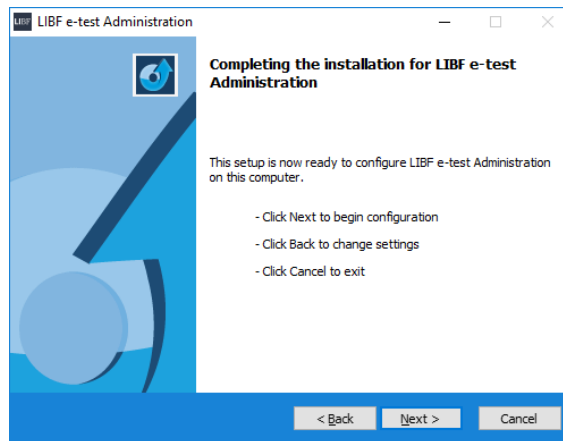 LIBF LIBF e-test Administration
Completing the installation for LIBF e-test
Administration
This setup is now ready to configure LIBF e-test Administration
on this computer.
- Click Next to begin configuration
- Click Back to change settings
- Click Cancel to exit
< Back Next > Cancel